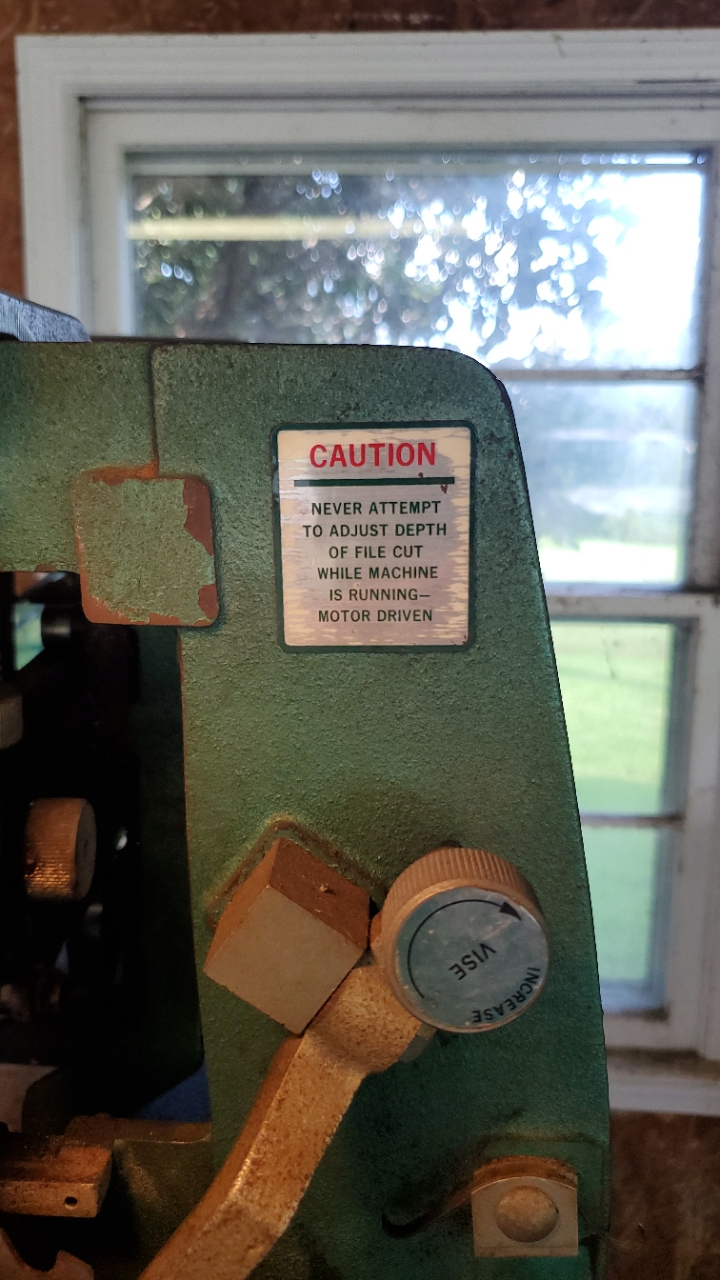 CAUTION
NEVER ATTEMPT
TO ADJUST DEPTH
OF FILE CUT
WHILE MACHINE
IS RUNNING—
MOTOR DRIVEN
VISE
INCREASE